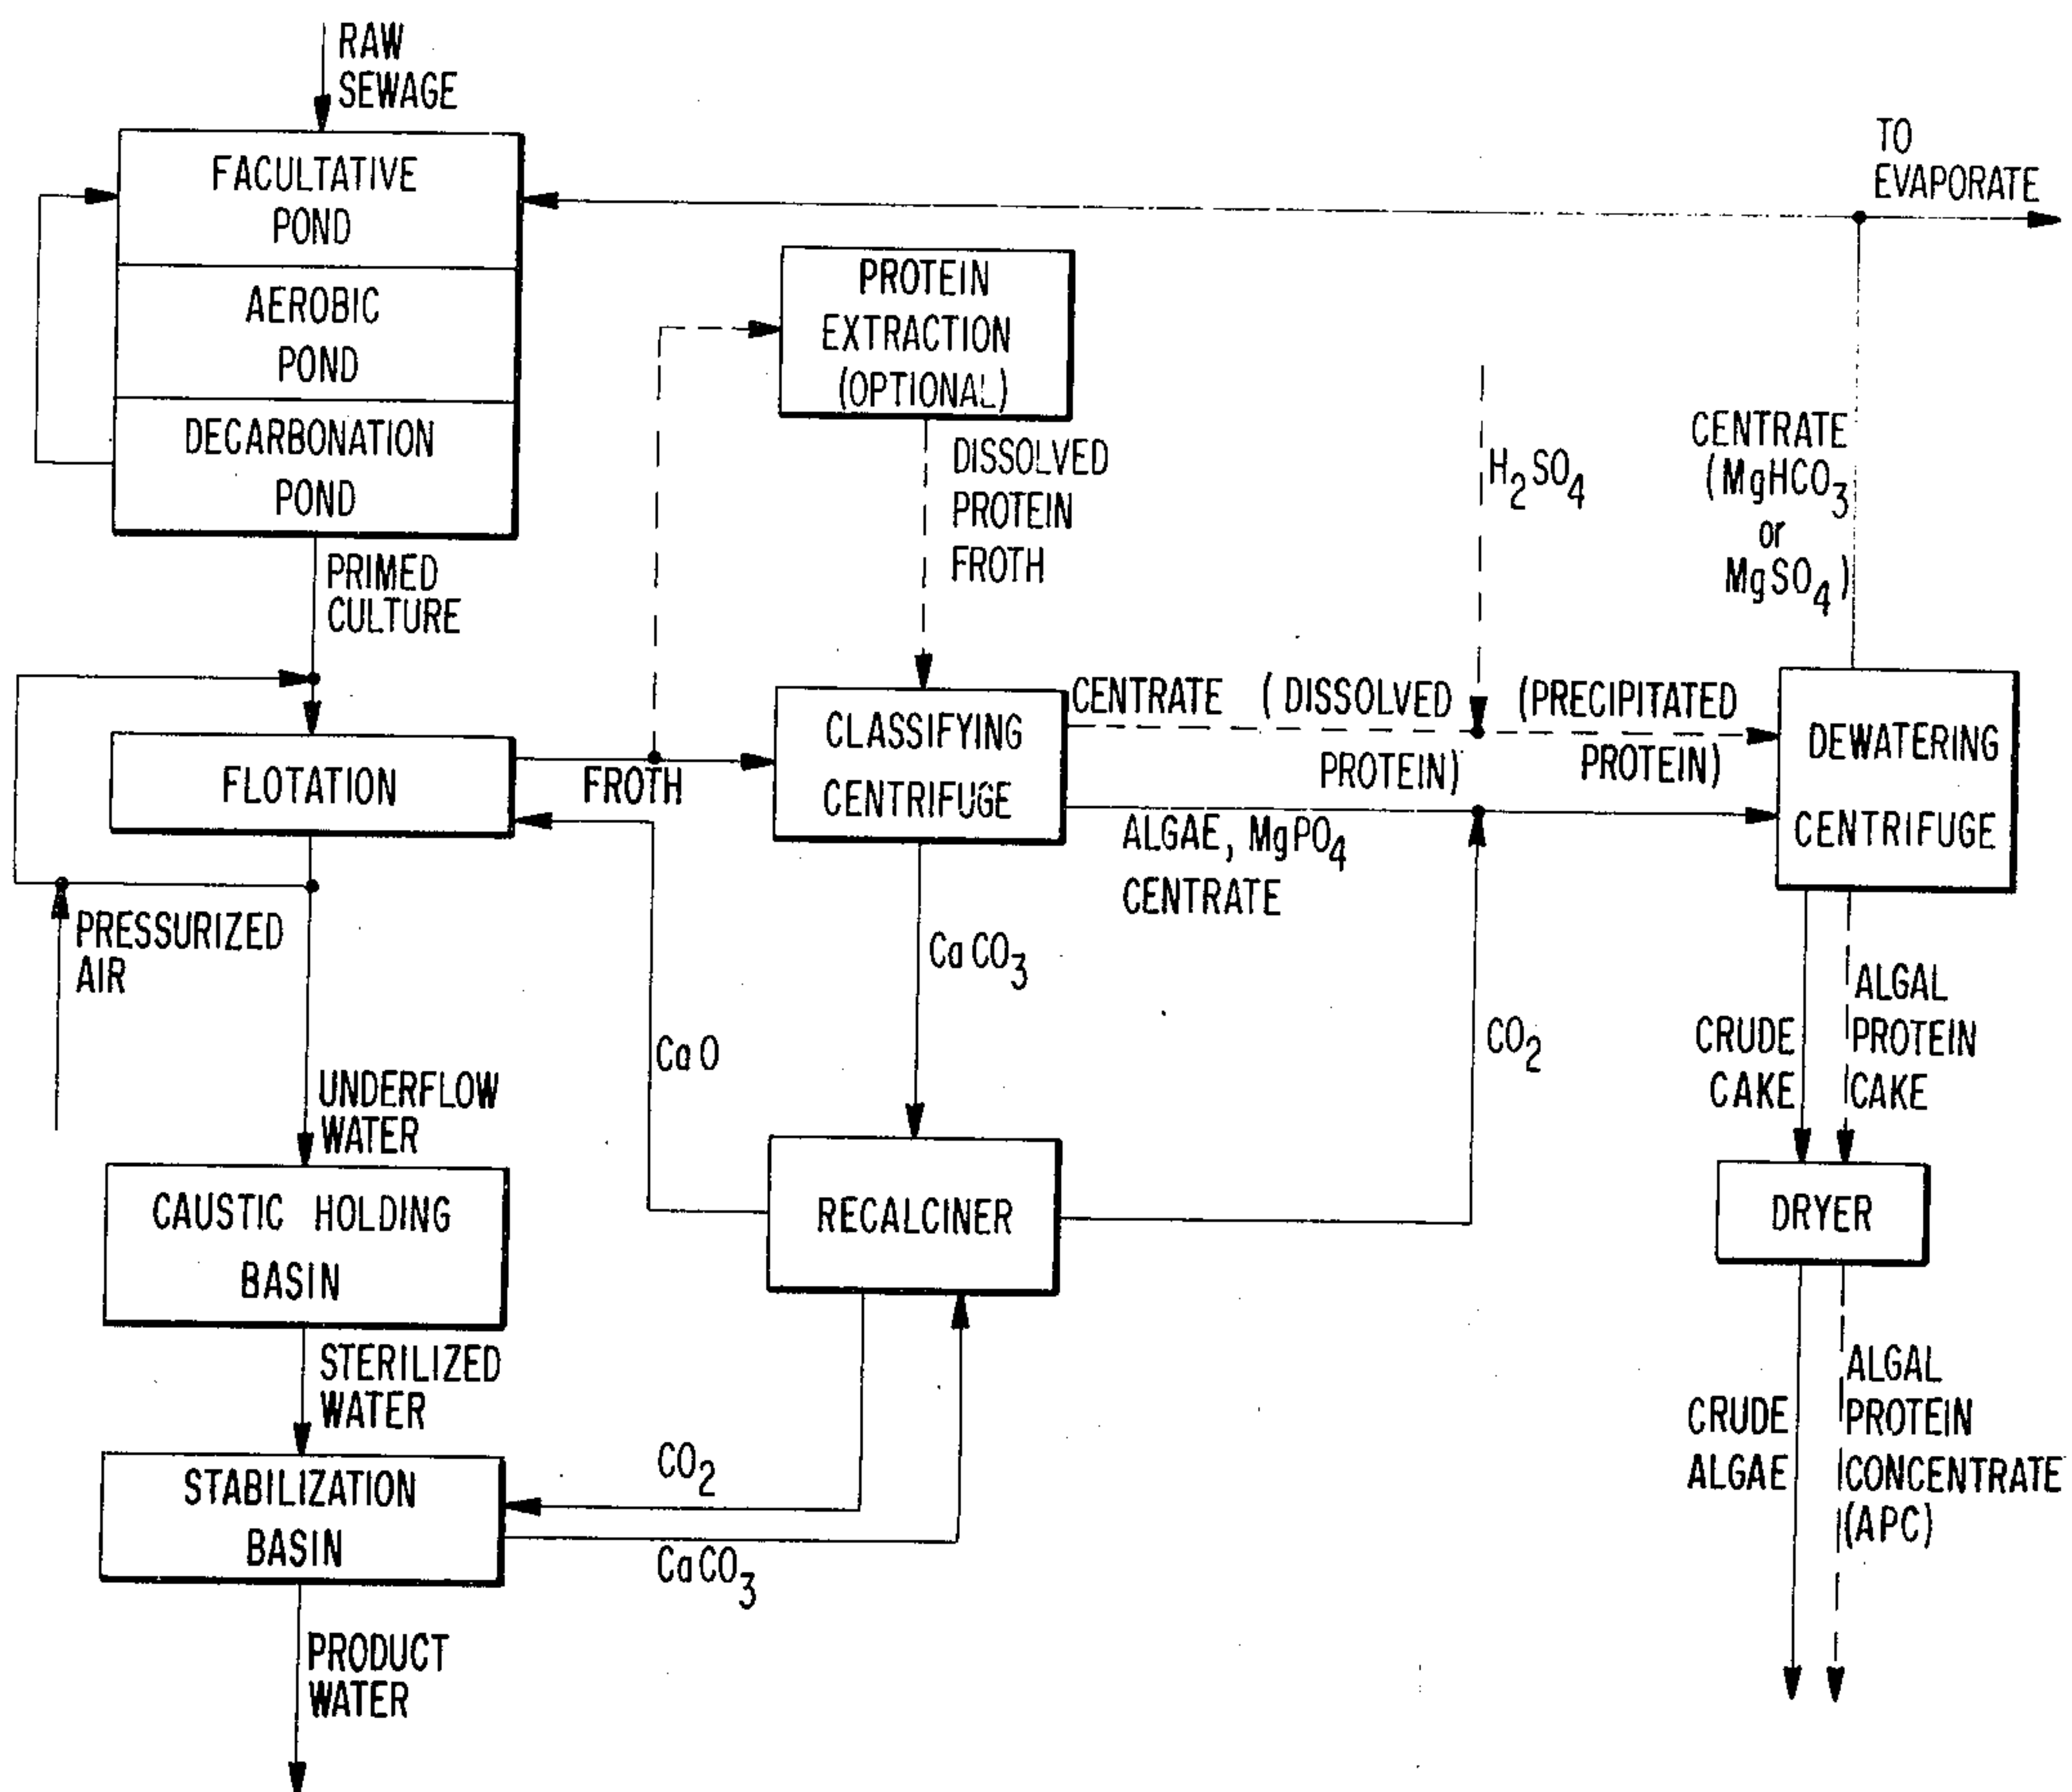 RAW
SEWAGE
FACULTATIVE
POND
AEROBIC
POND
DECARBONATION
POND
PRIMED
CULTURE
FLOTATION
PRESSURIZED
AIR
UNDERFLOW
WATER
CAUSTIC HOLDING
BASIN
STERILIZED
WATER
STABILIZATION
BASIN
PRODUCT
WATER
FROTH
PROTEIN
EXTRACTION
(OPTIONAL)
DISSOLVED
PROTEIN
FROTH
CLASSIFYING
CENTRIFUGE
CaCO3
CaO
RECALCINER
CO2
CaCO3
CO2
CENTRATE (DISSOLVED
PROTEIN)
(PRECIPITATED
PROTEIN)
H2SO4
ALGAE, MgPO4
CENTRATE
TO
EVAPORATE
CENTRATE
(MgHCO3
or
MgSO4)
DEWATERING
CENTRIFUGE
CRUDE
CAKE
ALGAL
PROTEIN
CAKE
DRYER
CRUDE
ALGAE
ALGAL
PROTEIN
CONCENTRATE
(APC)